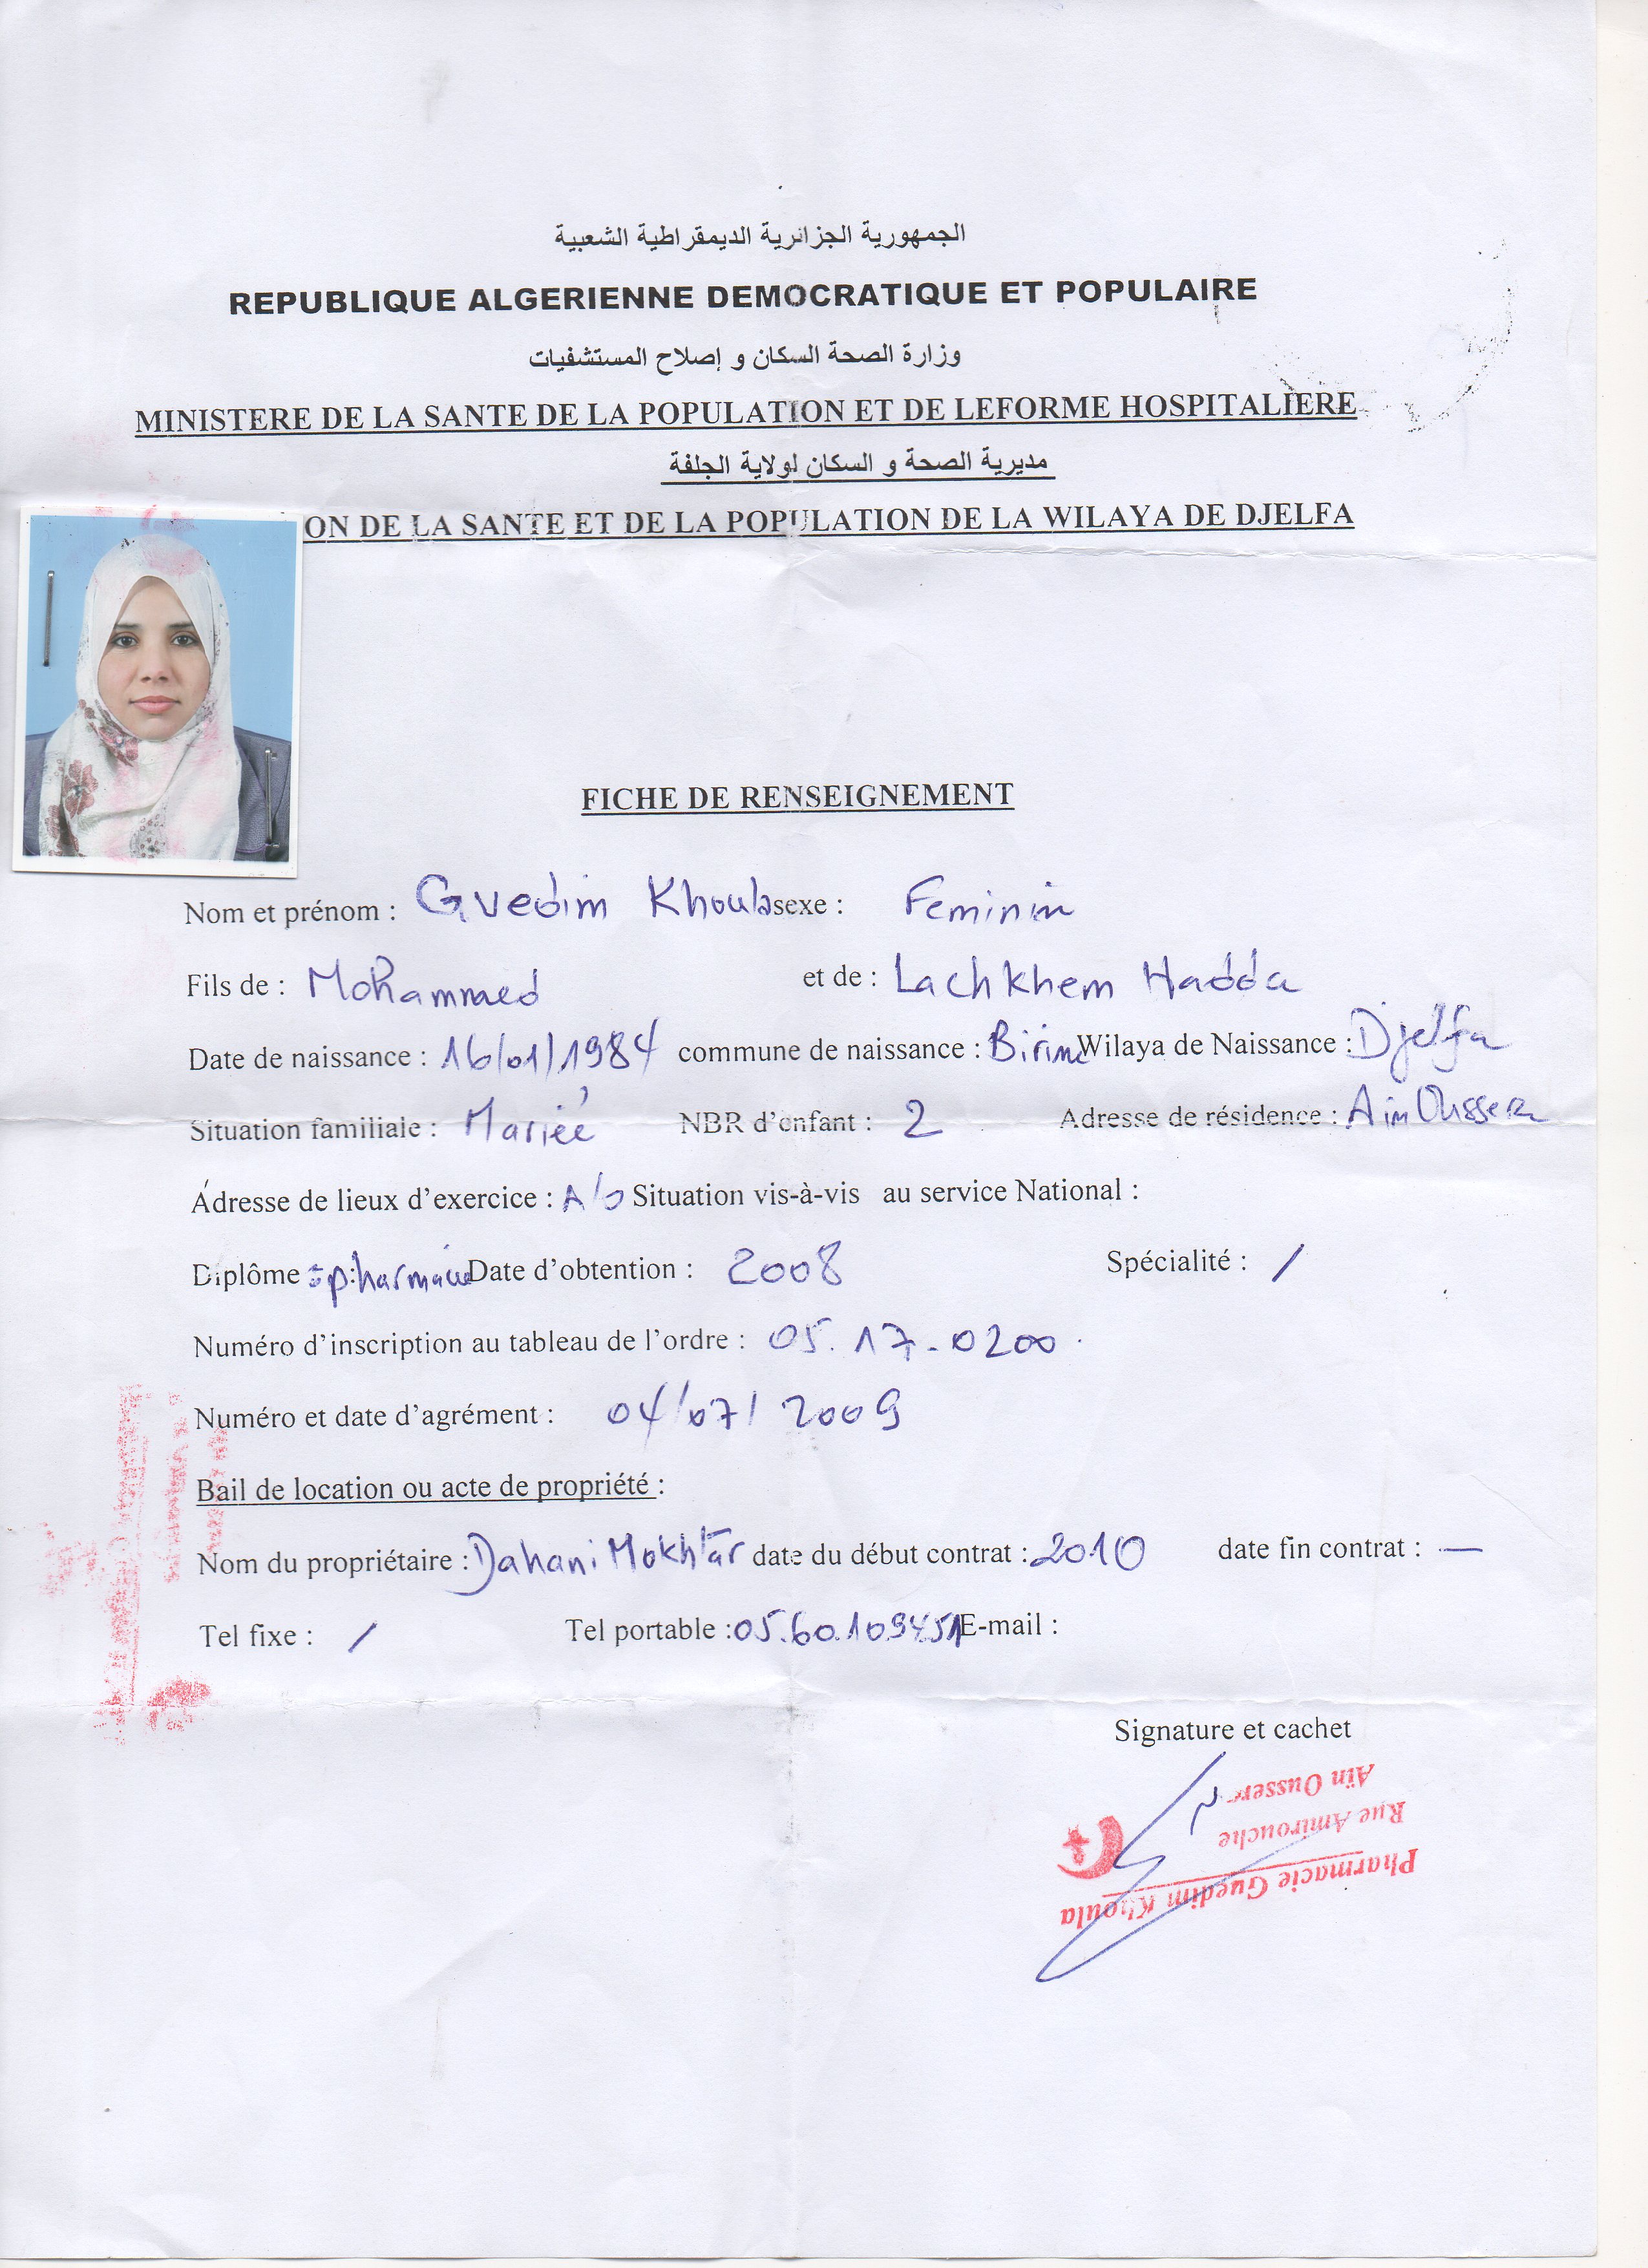 الجمهورية الجزائرية الديمقراطية الشعبية
REPUBLIQUE ALGERIENNE DEMOCRATIQUE ET POPULAIRE
وزارة الصحة السكان و إصلاح المستشفيات
MINISTERE DE LA SANTE DE LA POPULATION ET DE LEFORME HOSPITALIERE
مديرية الصحة و السكان لولاية الجلفة
ON DE LA SANTE ET DE LA POPULATION DE LA WILAYA DE DJELFA
FICHE DE RENSEIGNEMENT
Nom et prénom : Guedim Khoula sexe : Feminin
Fils de : Mohammed et de : Lachkhem Hadda
Date de naissance : 16/01/1984 commune de naissance : Birine Wilaya de Naissance : Djelfa
Situation familiale : Mariée NBR d'enfant : 2 Adresse de résidence : Ain Oussera
Adresse de lieux d'exercice : A/O Situation vis-à-vis au service National :
Diplôme : pharmacie Date d'obtention : 2008 Spécialité : /
Numéro d'inscription au tableau de l'ordre : 05.17-0200
Numéro et date d'agrément : 04/07/2009
Bail de location ou acte de propriété :
Nom du propriétaire : Dahani Mokhtar date du début contrat : 2010 date fin contrat : —
Tel fixe : / Tel portable : 05.60.109451 E-mail :
Signature et cachet
Pharmacie Guedim Khoula
Rue Amirouche
Aïn Ousser